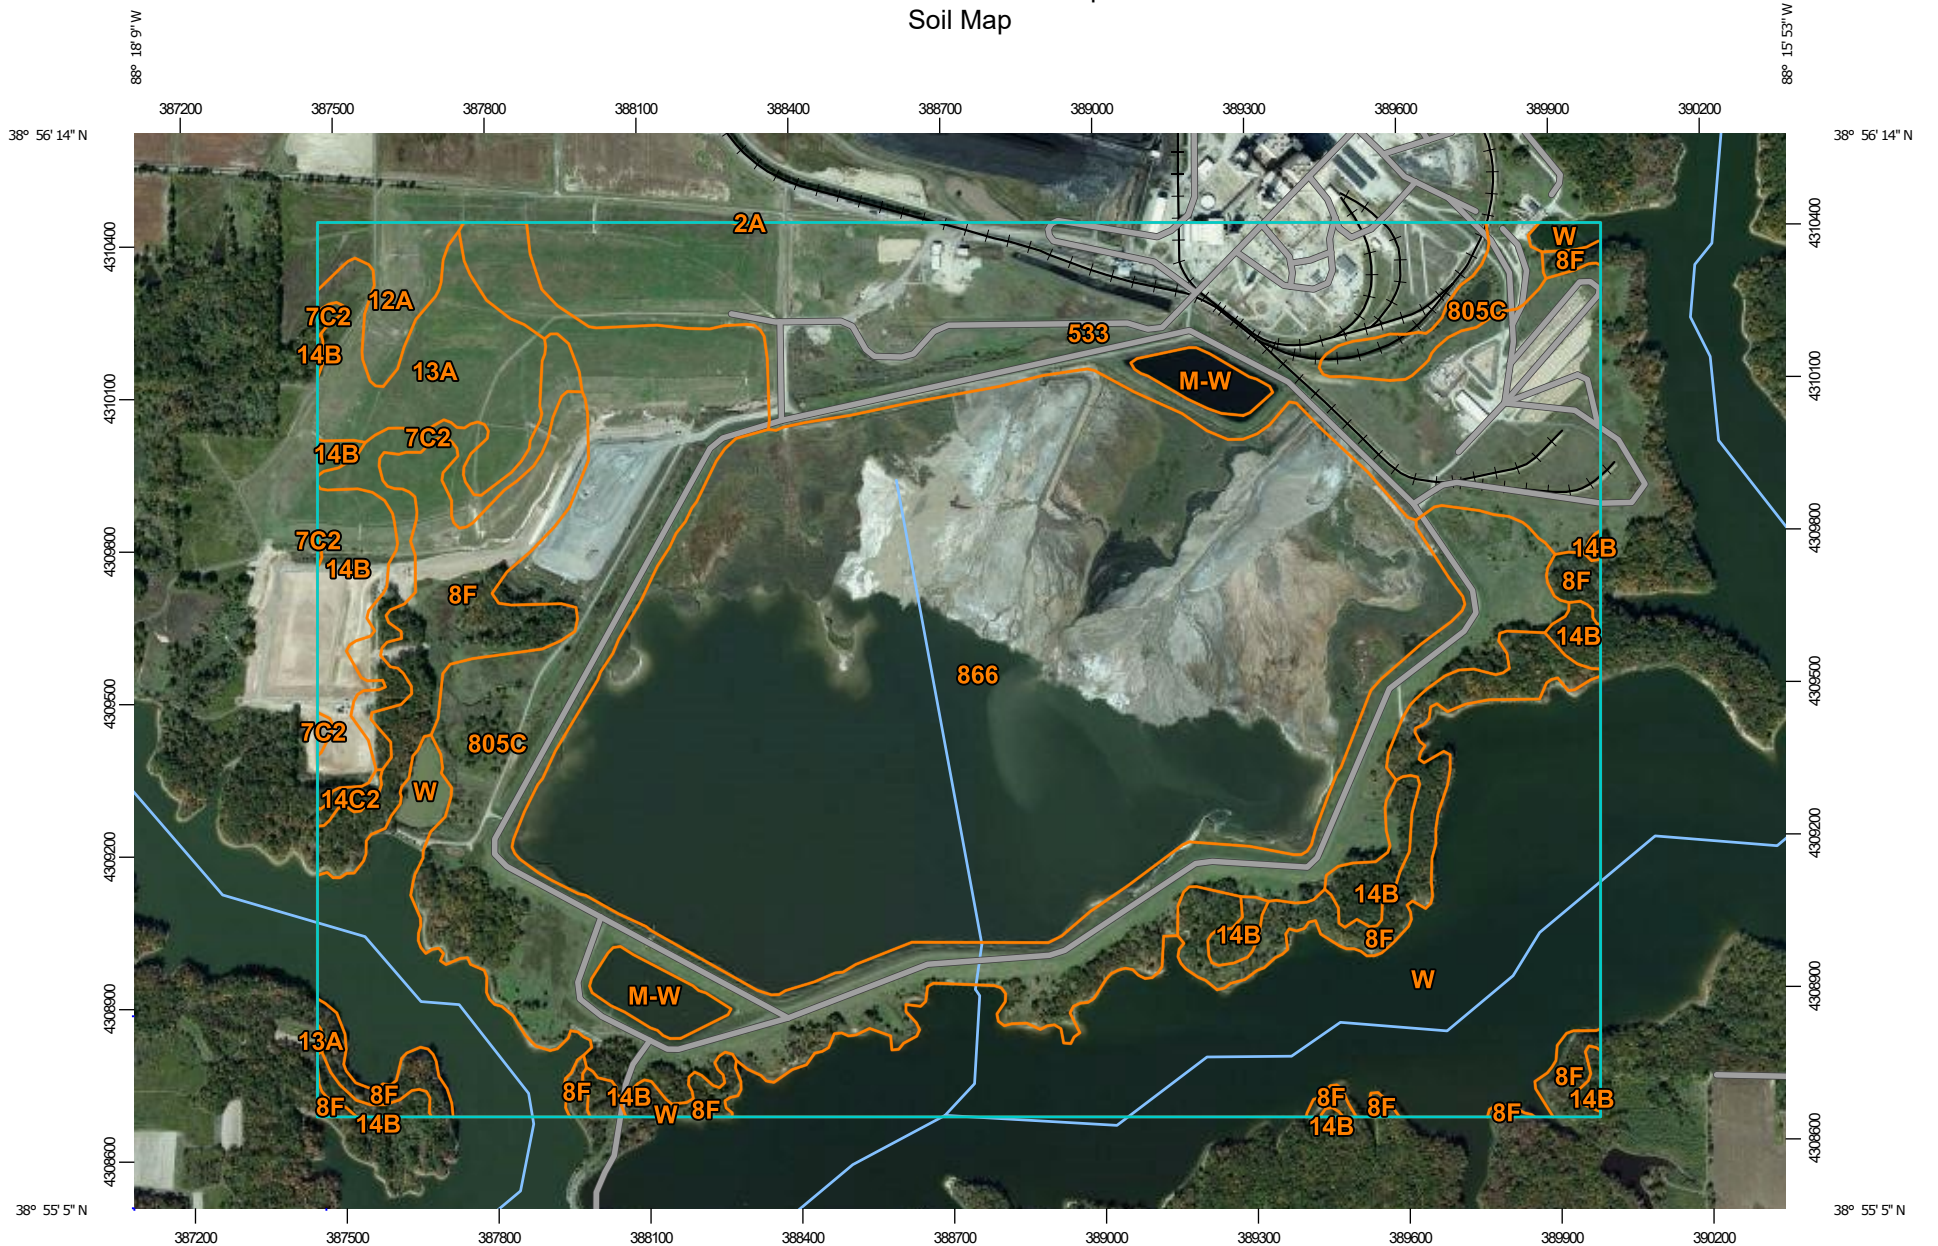 Soil Map
88° 18' 9" W
88° 15' 53" W
387200 387500 387800 388100 388400 388700 389000 389300 389600 389900 390200
38° 56' 14" N
38° 56' 14" N
4310400
4310100
4309800
4309500
4309200
4308900
4308600
4310400
4310100
4309800
4309500
4309200
4308900
4308600
2A
W
8F
12A
7C2
805C
533
14B
13A
M-W
7C2
14B
7C2
14B
14B
8F
8F
14B
866
7C2
805C
W
14C2
14B
14B
8F
W
M-W
13A
8F
8F
14B
8F
14B
W
8F
8F
14B
8F
8F
8F
14B
38° 55' 5" N
38° 55' 5" N
387200 387500 387800 388100 388400 388700 389000 389300 389600 389900 390200